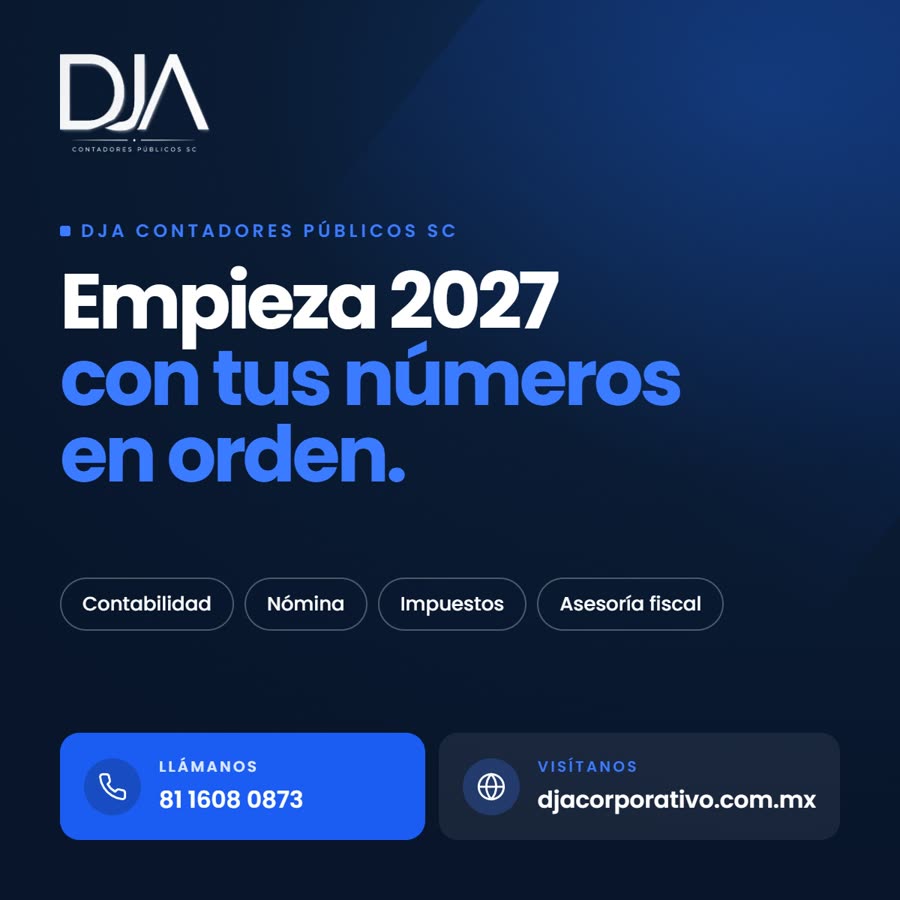 DJA
CONTADORES PÚBLICOS SC
DJA CONTADORES PÚBLICOS SC
Empieza 2027
con tus números
en orden.
Contabilidad Nómina Impuestos Asesoría fiscal
LLÁMANOS
81 1608 0873
VISÍTANOS
djacorporativo.com.mx